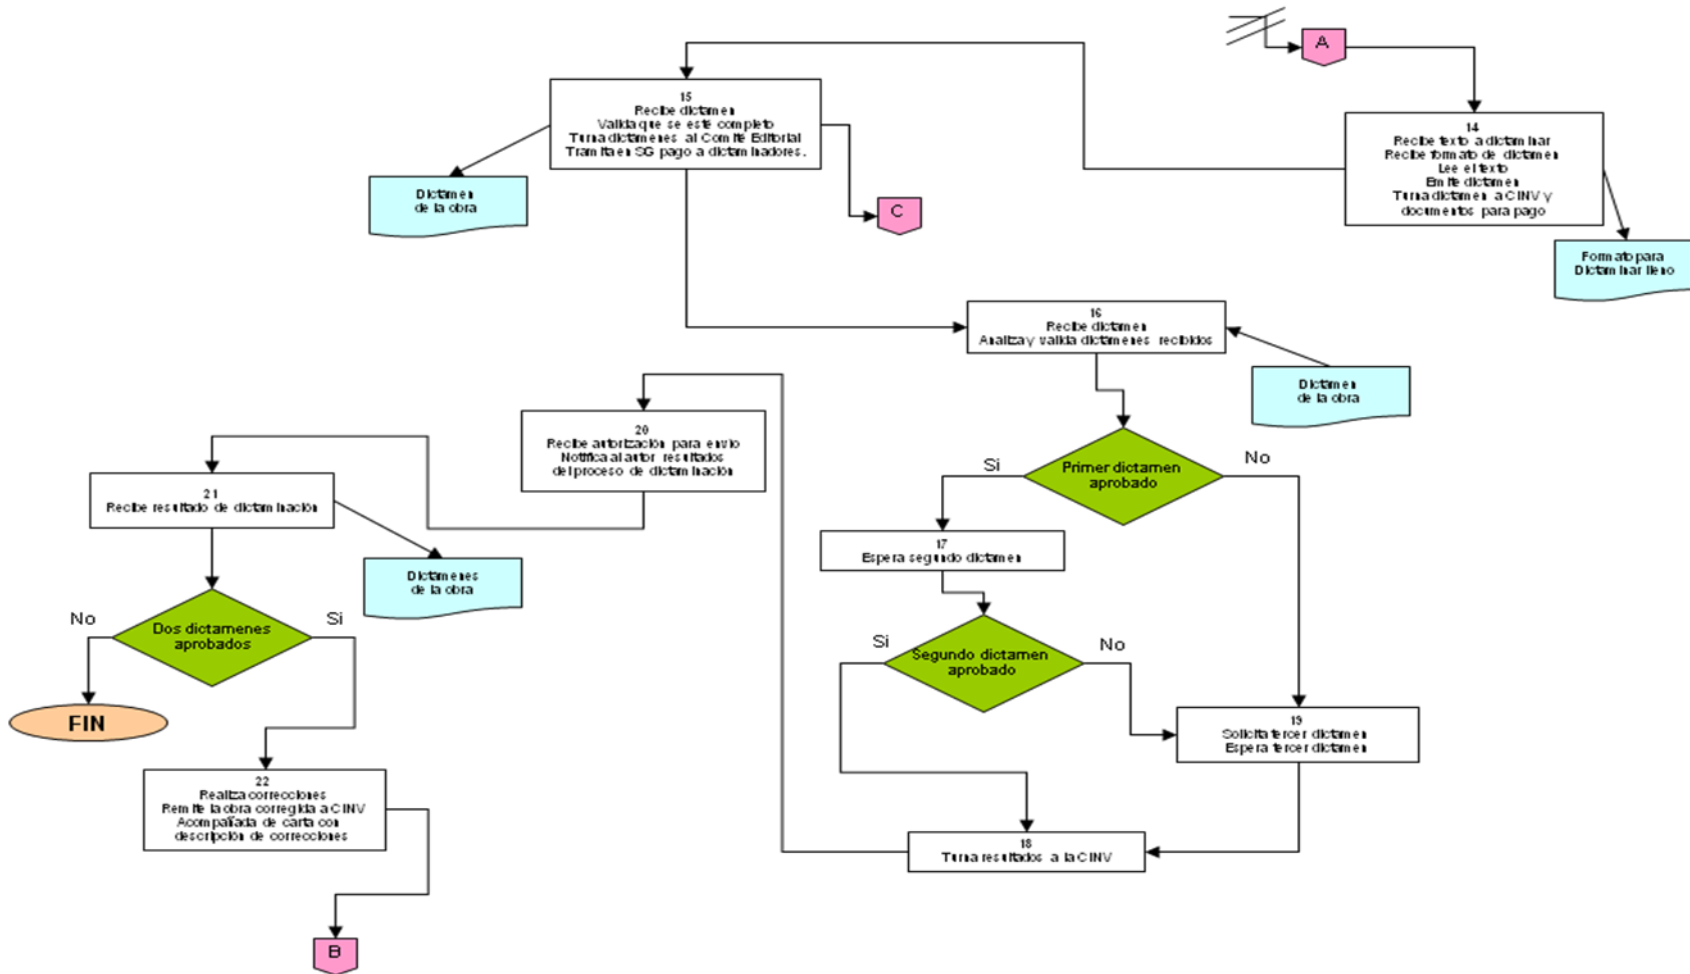 A
15
Recibe dictamen
Valida que se esté completo
Turna dictámenes al Comité Editorial
Tramita en SG pago a dictaminadores.
14
Recibe texto a dictaminar
Recibe formato de dictamen
Lee el texto
Emite dictamen
Turna dictamen a CINV y
documentos para pago
Dictámen
de la obra
C
Formato para
Dictaminar lleno
16
Recibe dictamen
Analiza y valida dictámenes recibidos
Dictámen
de la obra
20
Recibe autorización para envío
Notifica al autor resultados
del proceso de dictaminación
Si
Primer dictamen
aprobado
No
21
Recibe resultado de dictaminación
17
Espera segundo dictamen
Dictámenes
de la obra
No
Dos dictamenes
aprobados
Si
Si
Segundo dictamen
aprobado
No
FIN
19
Solicita tercer dictamen
Espera tercer dictamen
22
Realiza correcciones
Remite la obra corregida a CINV
Acompañada de carta con
descripción de correcciones
18
Turna resultados a la CINV
B